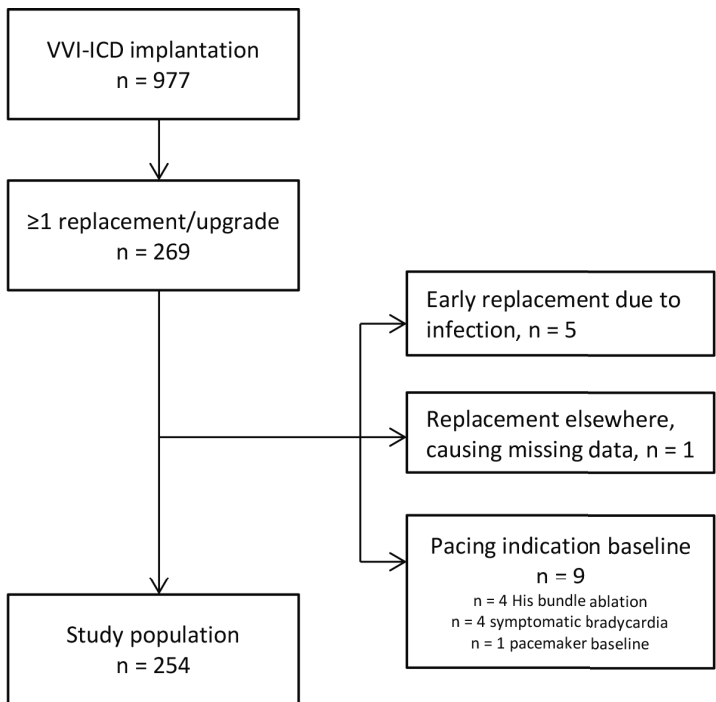 VVI-ICD implantation
n = 977
≥1 replacement/upgrade
n = 269
Early replacement due to
infection, n = 5
Replacement elsewhere,
causing missing data, n = 1
Pacing indication baseline
n = 9
n = 4 His bundle ablation
n = 4 symptomatic bradycardia
n = 1 pacemaker baseline
Study population
n = 254